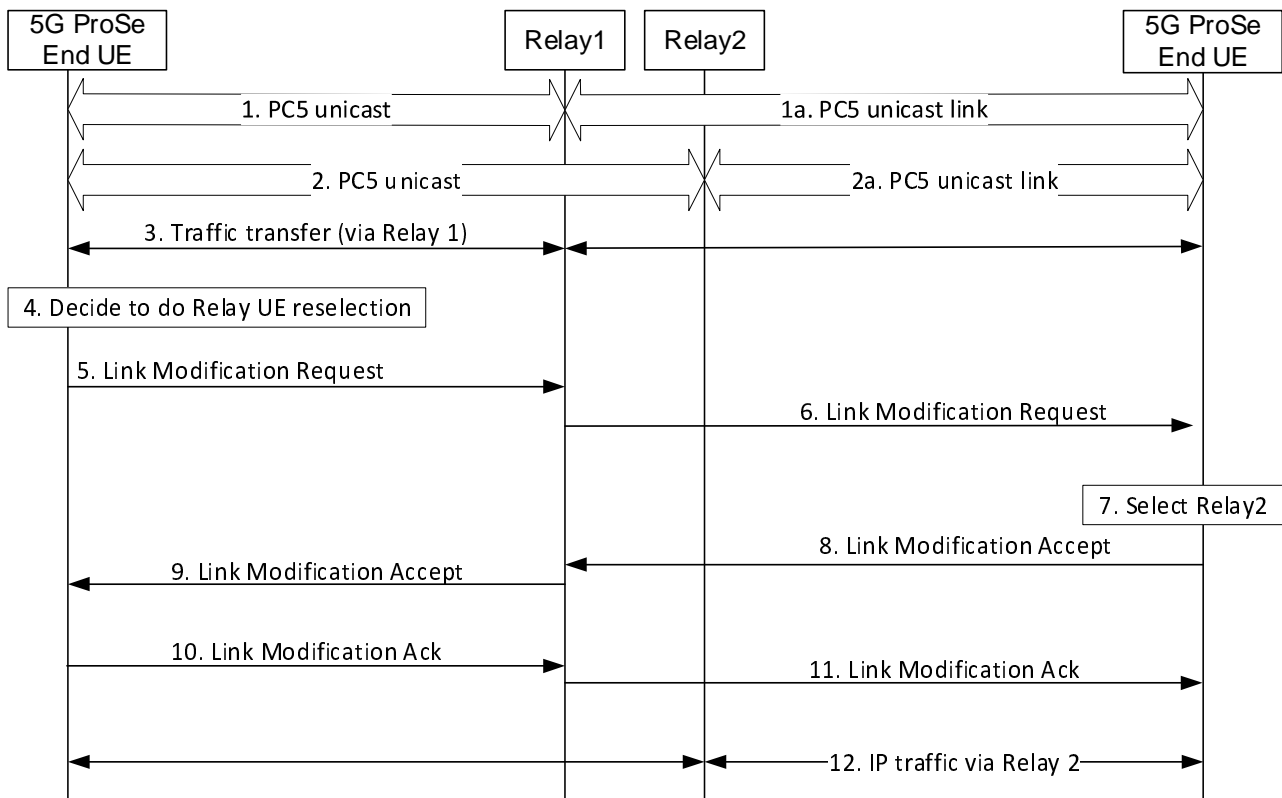 5G ProSe
End UE
Relay1
Relay2
5G ProSe
End UE
1. PC5 unicast
1a. PC5 unicast link
2. PC5 unicast
2a. PC5 unicast link
3. Traffic transfer (via Relay 1)
4. Decide to do Relay UE reselection
5. Link Modification Request
6. Link Modification Request
7. Select Relay2
8. Link Modification Accept
9. Link Modification Accept
10. Link Modification Ack
11. Link Modification Ack
12. IP traffic via Relay 2